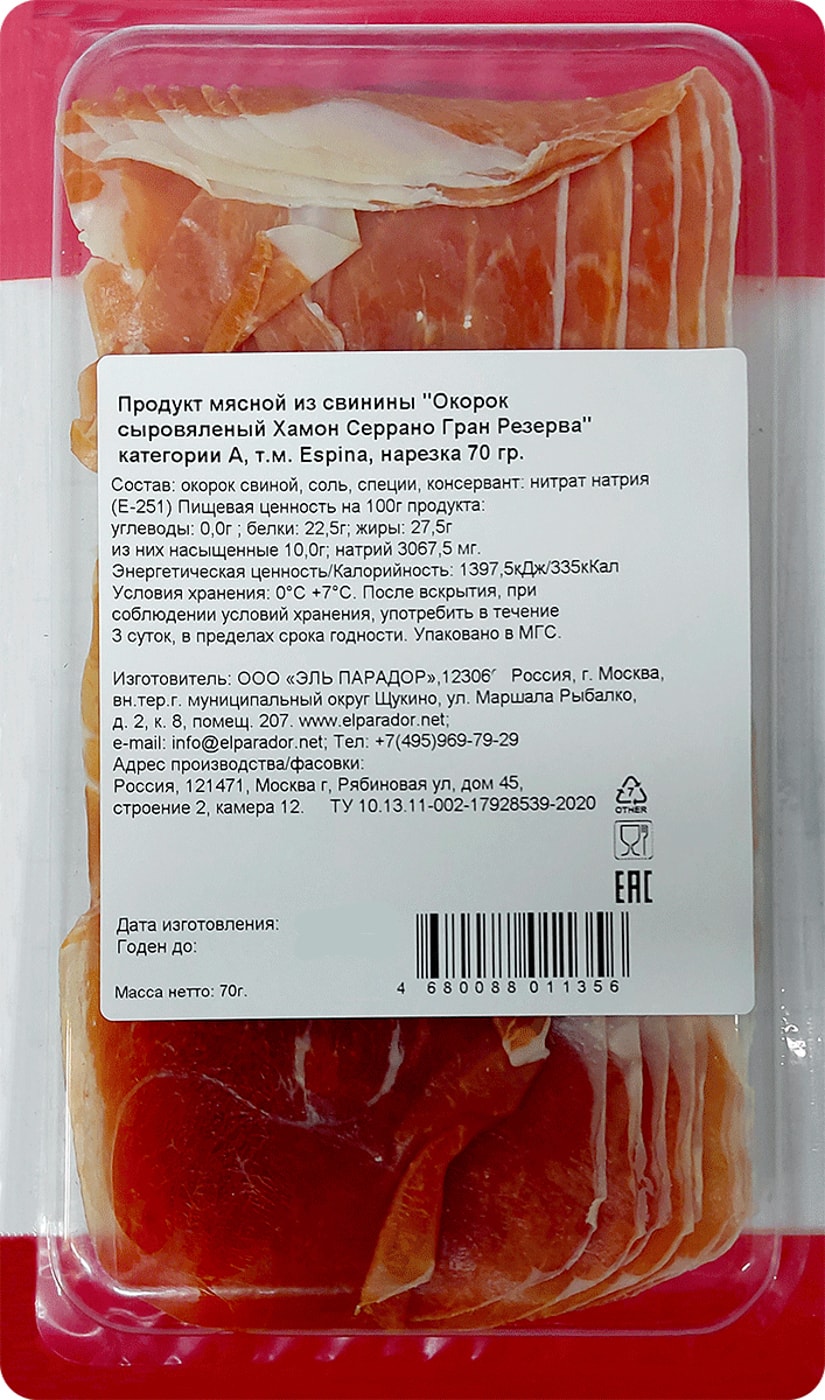 Продукт мясной из свинины "Окорок
сыровяленый Хамон Серрано Гран Резерва"
категории А, т.м. Espina, нарезка 70 гр.
Состав: окорок свиной, соль, специи, консервант: нитрат натрия
(Е-251) Пищевая ценность на 100г продукта:
углеводы: 0,0г ; белки: 22,5г; жиры: 27,5г
из них насыщенные 10,0г; натрий 3067,5 мг.
Энергетическая ценность/Калорийность: 1397,5кДж/335кКал
Условия хранения: 0°С +7°С. После вскрытия, при
соблюдении условий хранения, употребить в течение
3 суток, в пределах срока годности. Упаковано в МГС.
Изготовитель: ООО «ЭЛЬ ПАРАДОР», Россия, г. Москва,
вн.тер.г. муниципальный округ Щукино, ул. Маршала Рыбалко,
д. 2, к. 8, помещ. 207. www.elparador.net;
e-mail: info@elparador.net; Тел: +7(495)969-79-29
Адрес производства/фасовки:
Россия, 121471, Москва г, Рябиновая ул, дом 45,
строение 2, камера 12. ТУ 10.13.11-002-17928539-2020
7
OTHER
EAC
Дата изготовления:
Годен до:
Масса нетто: 70г.
4 680088 011356